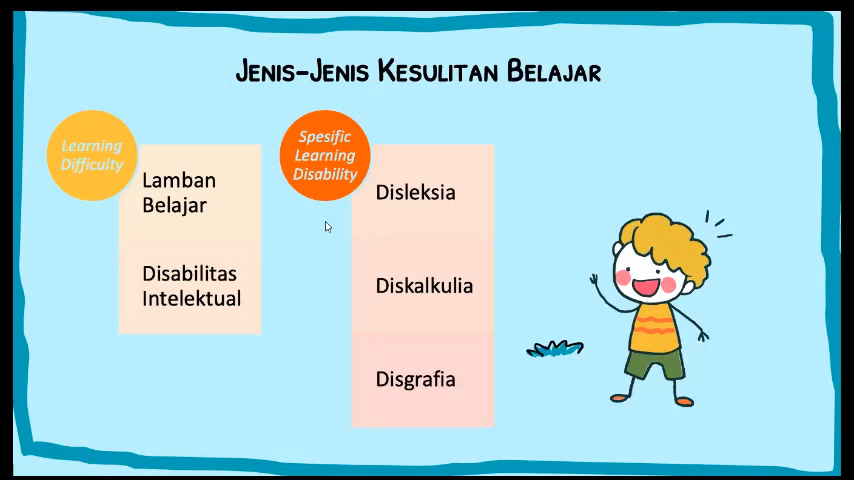 Jenis-Jenis Kesulitan Belajar
Learning
Difficulty
Lamban
Belajar
Disabilitas
Intelektual
Spesific
Learning
Disability
Disleksia
Diskalkulia
Disgrafia